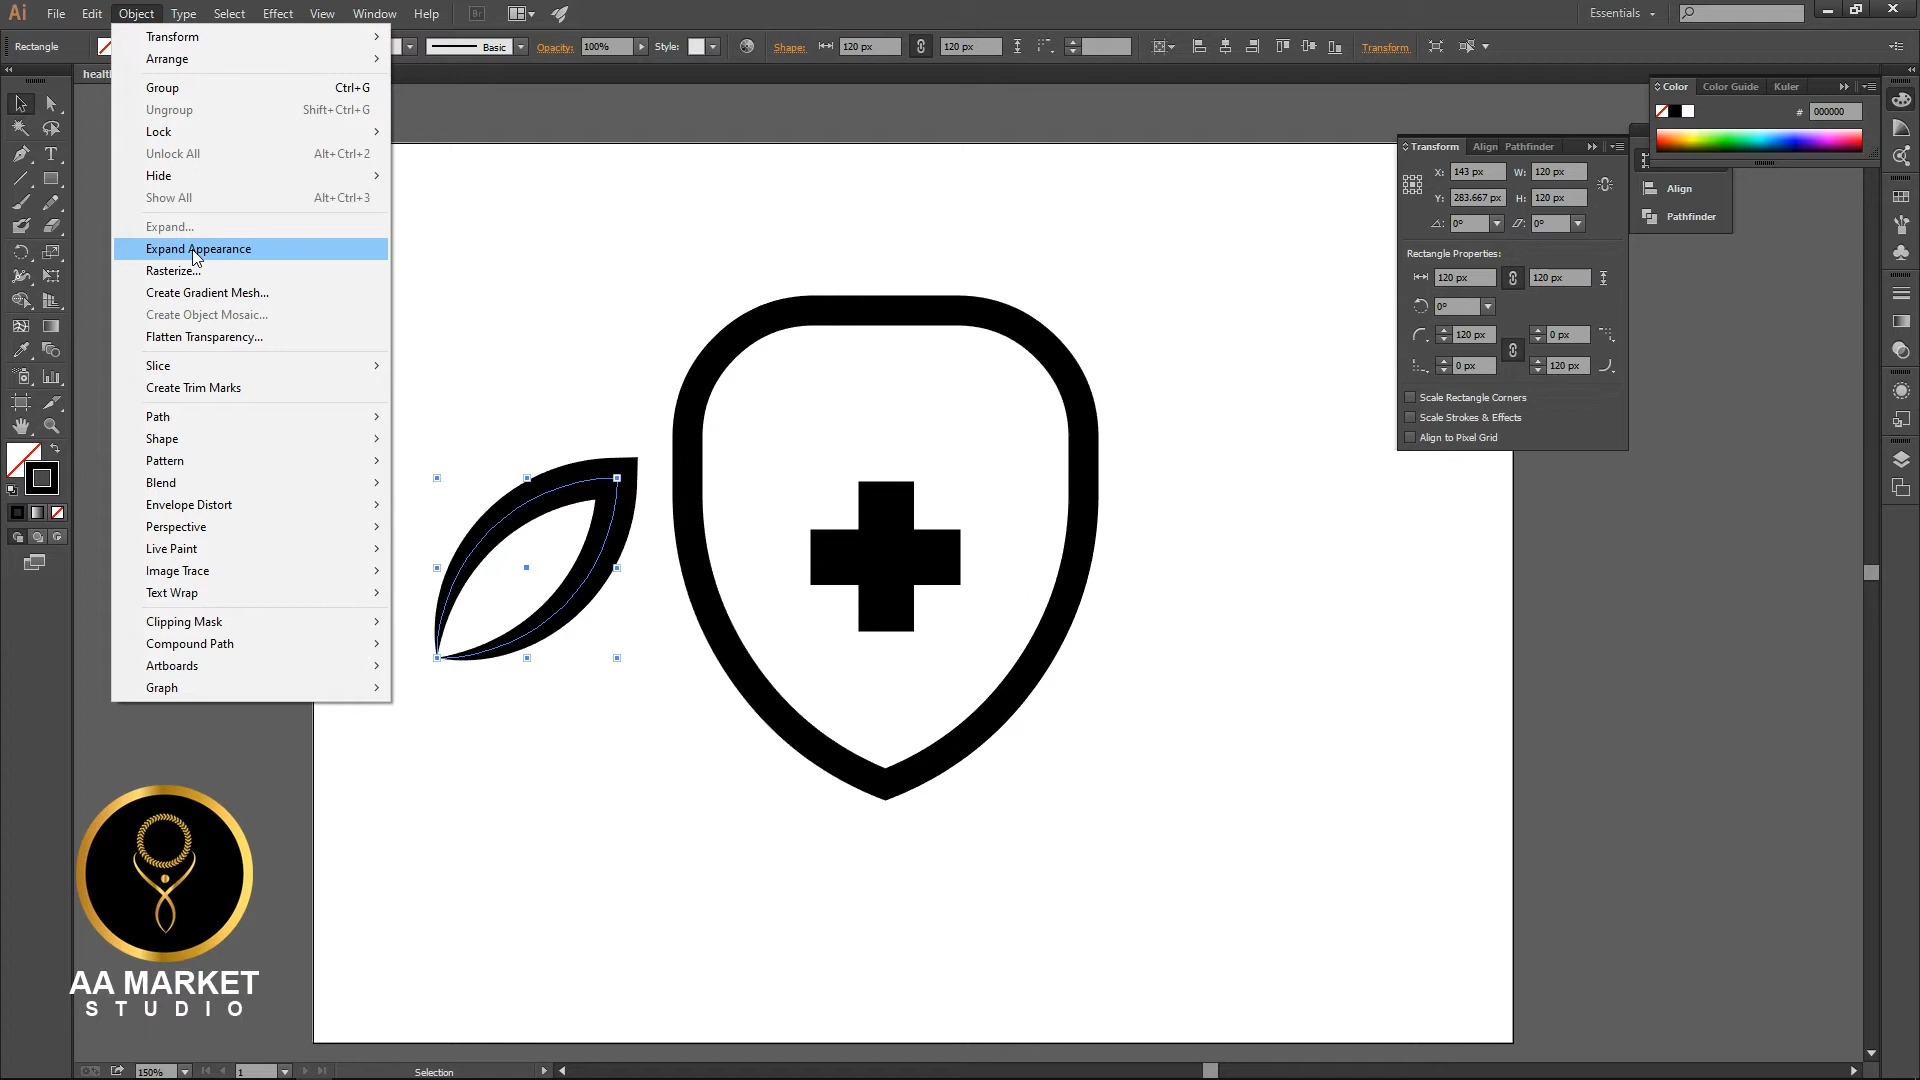 Ai File Edit Object Type Select Effect View Window Help Br Essentials
Rectangle Basic Opacity: 100% Style: Shape: 120 px 120 px Transform
health
Transform
Arrange
Group Ctrl+G
Ungroup Shift+Ctrl+G
Lock
Unlock All Alt+Ctrl+2
Hide
Show All Alt+Ctrl+3
Expand...
Expand Appearance
Rasterize...
Create Gradient Mesh...
Create Object Mosaic...
Flatten Transparency...
Slice
Create Trim Marks
Path
Shape
Pattern
Blend
Envelope Distort
Perspective
Live Paint
Image Trace
Text Wrap
Clipping Mask
Compound Path
Artboards
Graph
Color Color Guide Kuler
# 000000
Transform Align Pathfinder
X: 143 px W: 120 px
Y: 283.667 px H: 120 px
0° 0°
Rectangle Properties:
120 px 120 px
0°
120 px 0 px
0 px 120 px
Scale Rectangle Corners
Scale Strokes & Effects
Align to Pixel Grid
Align
Pathfinder
AA MARKET
STUDIO
150% 1 Selection